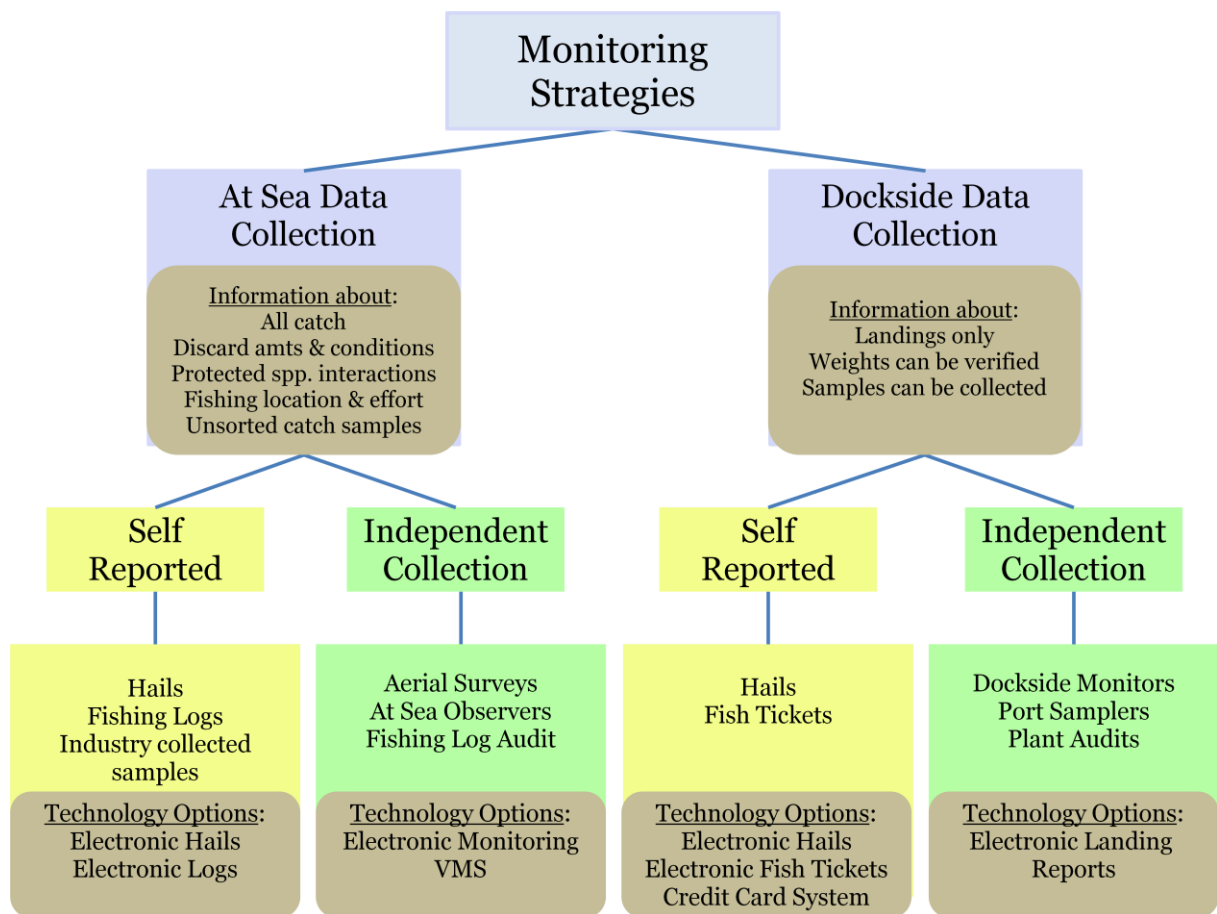 Monitoring
Strategies
At Sea Data
Collection
Information about:
All catch
Discard amts & conditions
Protected spp. interactions
Fishing location & effort
Unsorted catch samples
Dockside Data
Collection
Information about:
Landings only
Weights can be verified
Samples can be collected
Self
Reported
Independent
Collection
Self
Reported
Independent
Collection
Hails
Fishing Logs
Industry collected
samples
Technology Options:
Electronic Hails
Electronic Logs
Aerial Surveys
At Sea Observers
Fishing Log Audit
Technology Options:
Electronic Monitoring
VMS
Hails
Fish Tickets
Technology Options:
Electronic Hails
Electronic Fish Tickets
Credit Card System
Dockside Monitors
Port Samplers
Plant Audits
Technology Options:
Electronic Landing
Reports